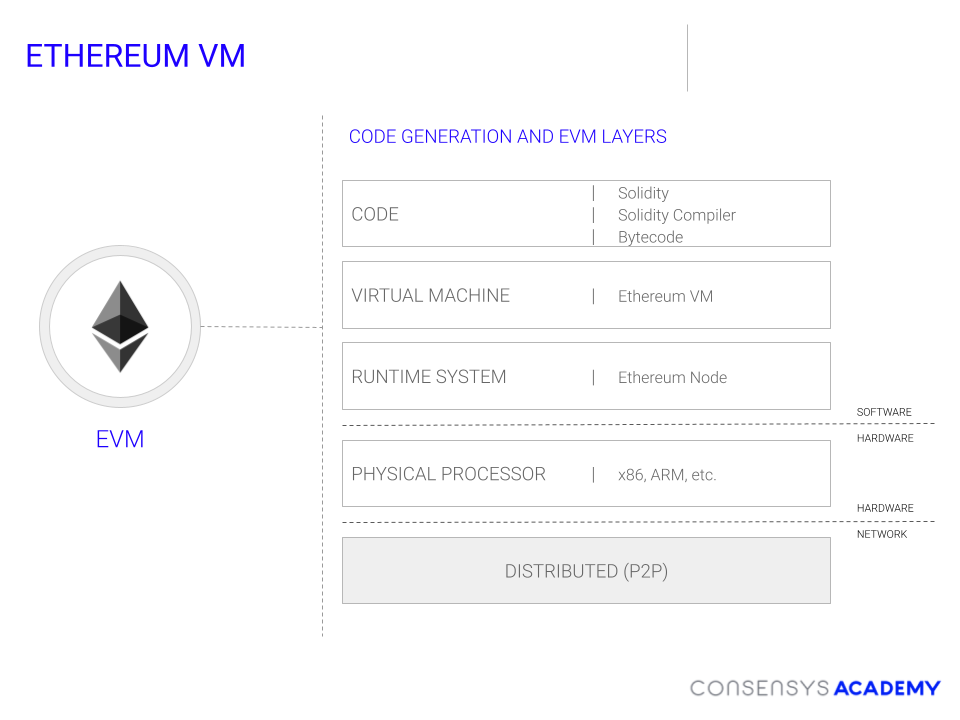 ETHEREUM VM
CODE GENERATION AND EVM LAYERS
CODE
| Solidity
| Solidity Compiler
| Bytecode
VIRTUAL MACHINE | Ethereum VM
RUNTIME SYSTEM | Ethereum Node
SOFTWARE
HARDWARE
PHYSICAL PROCESSOR | x86, ARM, etc.
HARDWARE
NETWORK
DISTRIBUTED (P2P)
EVM
CONSENSYS ACADEMY